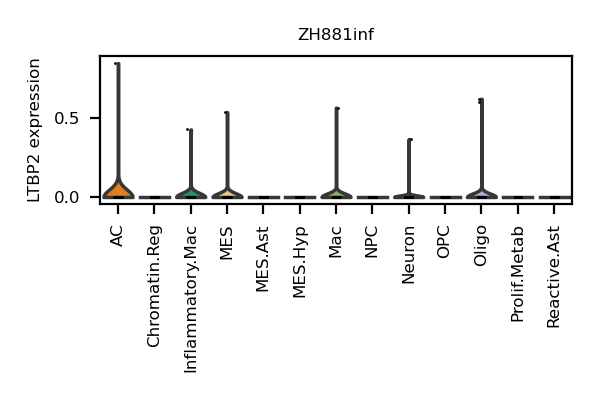 ZH881inf
LTBP2 expression
0.5
0.0
AC
Chromatin.Reg
Inflammatory.Mac
MES
MES.Ast
MES.Hyp
Mac
NPC
Neuron
OPC
Oligo
Prolif.Metab
Reactive.Ast